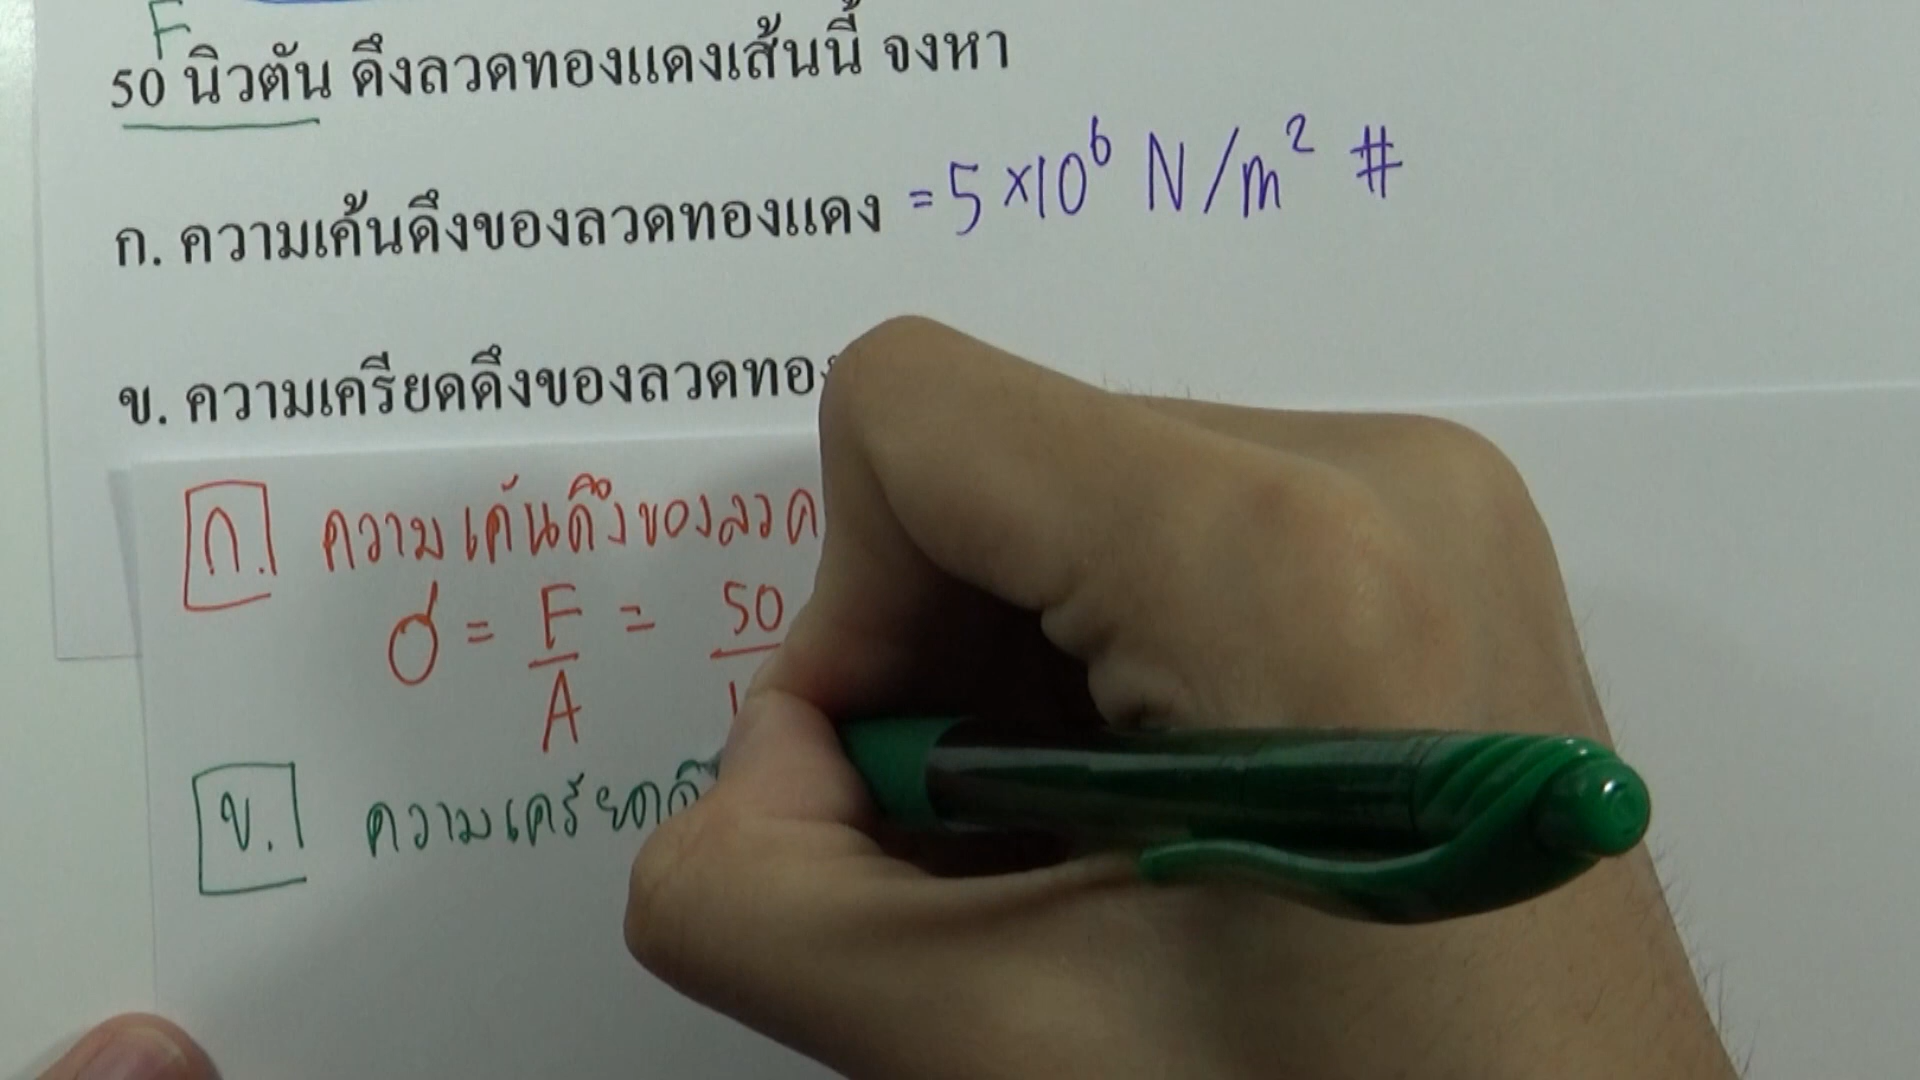 F
50 นิวตัน ดึงลวดทองแดงเส้นนี้ จงหา
ก. ความเค้นดึงของลวดทองแดง = 5 × 10⁶ N/m² #
ข. ความเครียดดึงของลวด
ก. ความเค้นดึงของลวด
σ = F/A = 50
ข. ความเครียด